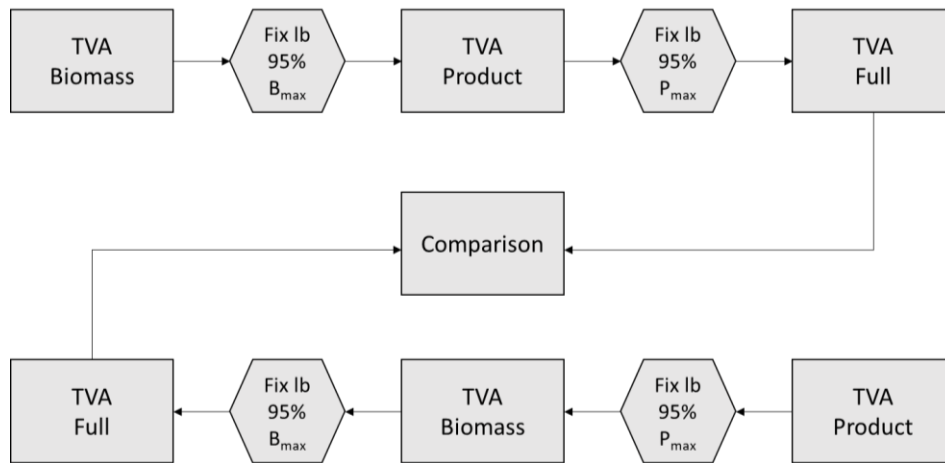 TVA
Biomass
Fix lb
95%
Bmax
TVA
Product
Fix lb
95%
Pmax
TVA
Full
Comparison
TVA
Full
Fix lb
95%
Bmax
TVA
Biomass
Fix lb
95%
Pmax
TVA
Product